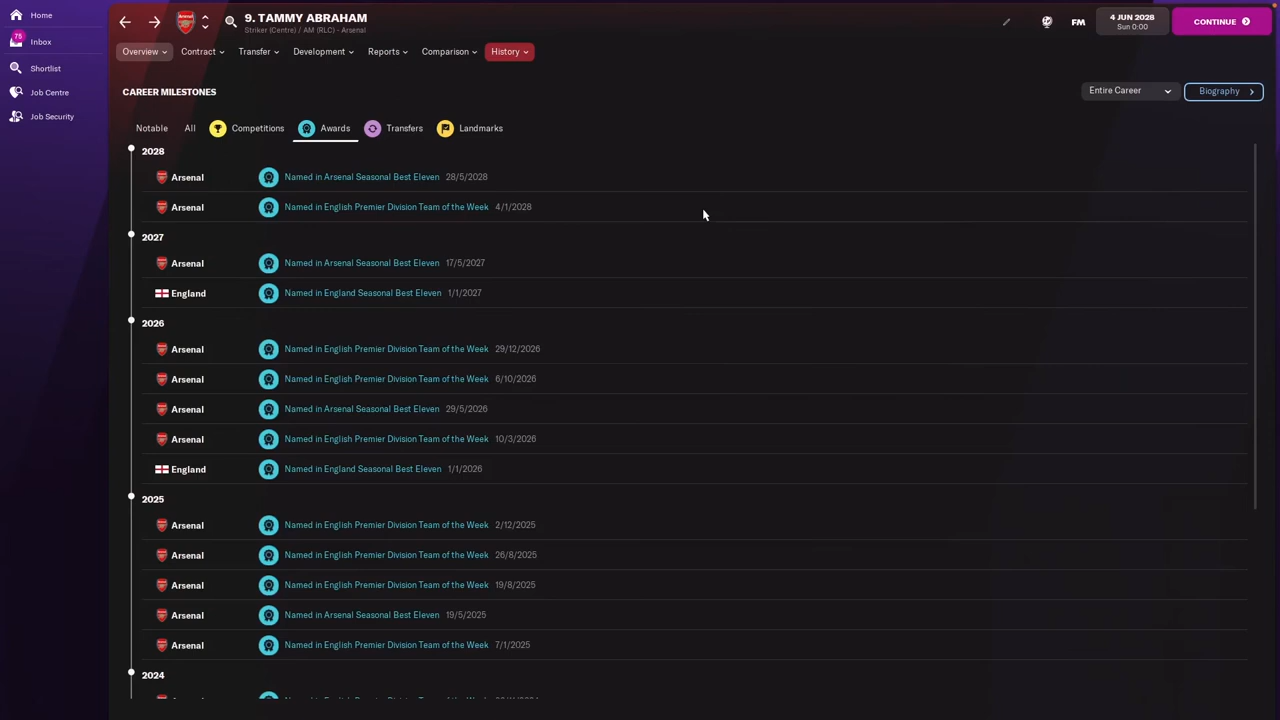 Home
75
Inbox
Shortlist
Job Centre
Job Security
9. TAMMY ABRAHAM
Striker (Centre) / AM (RLC) - Arsenal
FM
4 JUN 2028
Sun 0:00
CONTINUE
Overview
Contract
Transfer
Development
Reports
Comparison
History
CAREER MILESTONES
Entire Career
Biography
Notable
All
Competitions
Awards
Transfers
Landmarks
2028
Arsenal Named in Arsenal Seasonal Best Eleven 28/5/2028
Arsenal Named in English Premier Division Team of the Week 4/1/2028
2027
Arsenal Named in Arsenal Seasonal Best Eleven 17/5/2027
England Named in England Seasonal Best Eleven 1/1/2027
2026
Arsenal Named in English Premier Division Team of the Week 29/12/2026
Arsenal Named in English Premier Division Team of the Week 6/10/2026
Arsenal Named in Arsenal Seasonal Best Eleven 29/5/2026
Arsenal Named in English Premier Division Team of the Week 10/3/2026
England Named in England Seasonal Best Eleven 1/1/2026
2025
Arsenal Named in English Premier Division Team of the Week 2/12/2025
Arsenal Named in English Premier Division Team of the Week 26/8/2025
Arsenal Named in English Premier Division Team of the Week 19/8/2025
Arsenal Named in Arsenal Seasonal Best Eleven 19/5/2025
Arsenal Named in English Premier Division Team of the Week 7/1/2025
2024